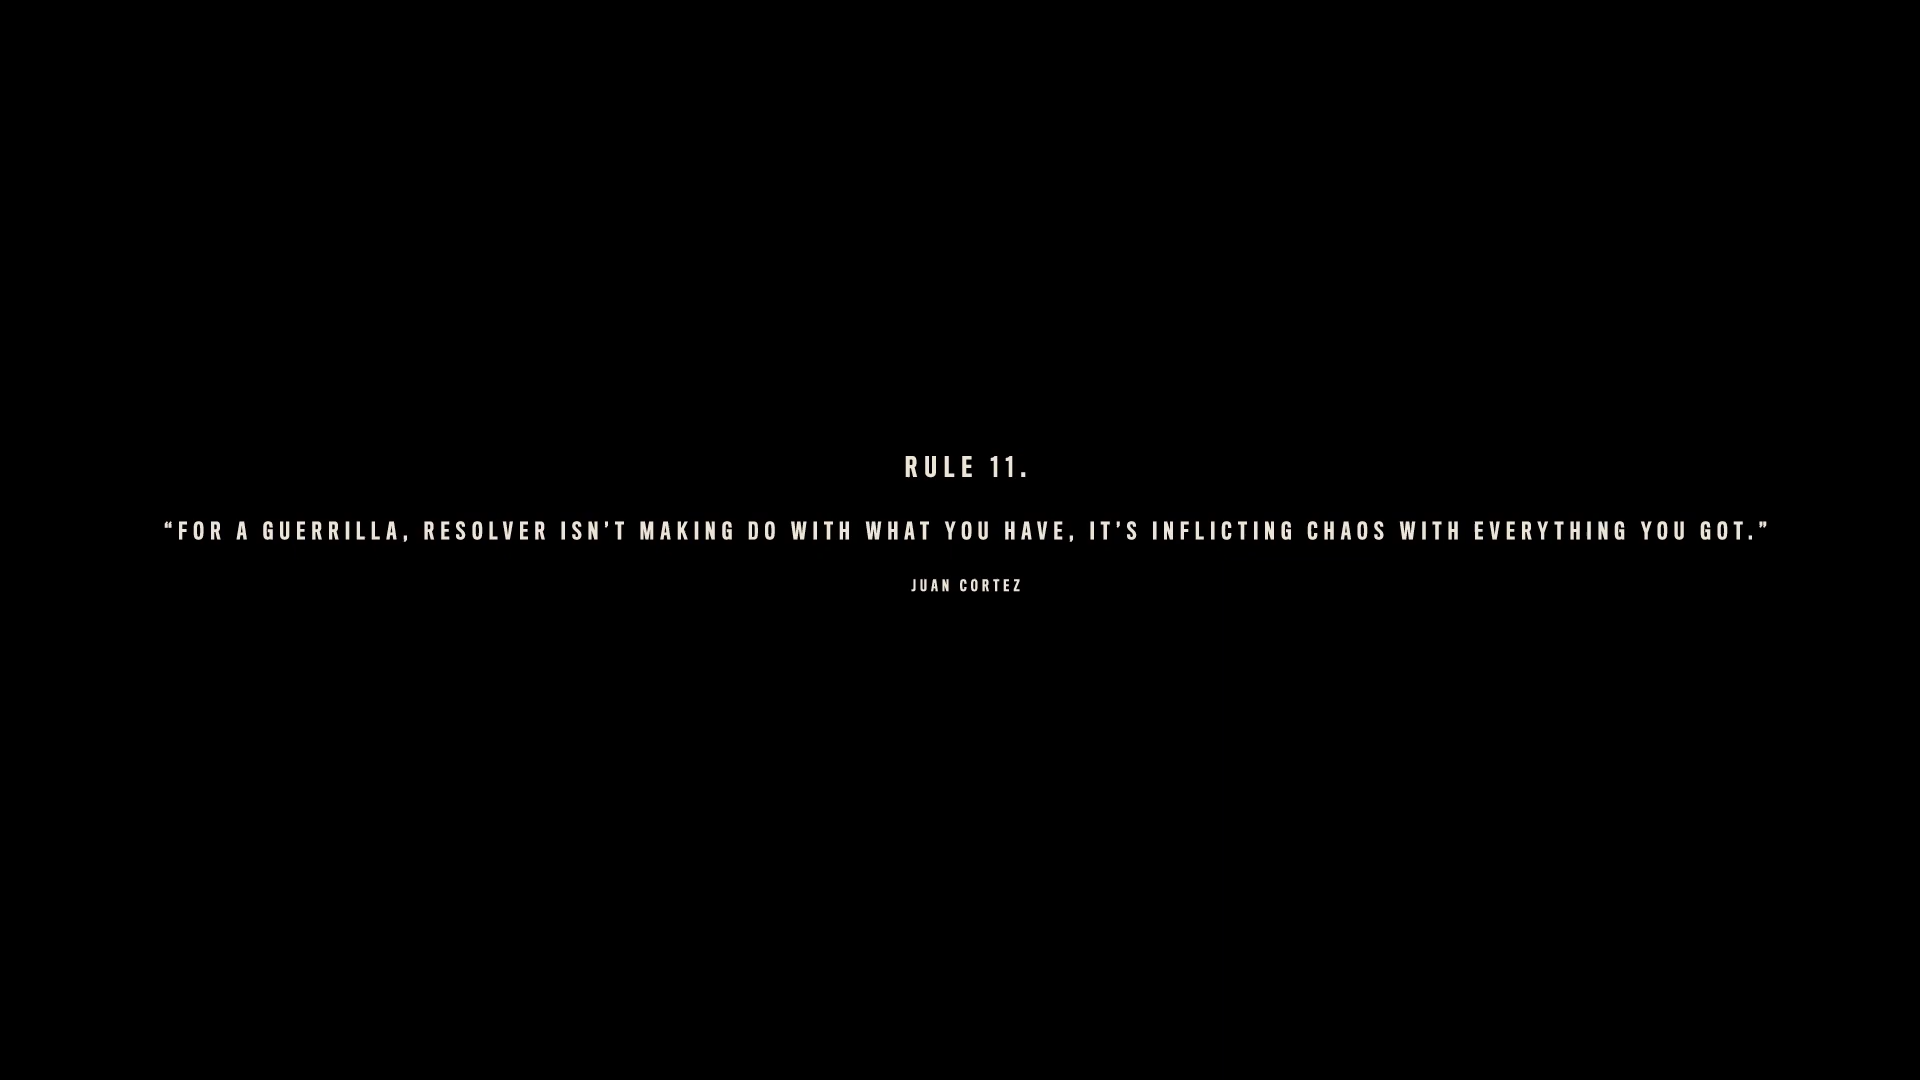 RULE 11.
“FOR A GUERRILLA, RESOLVER ISN’T MAKING DO WITH WHAT YOU HAVE, IT’S INFLICTING CHAOS WITH EVERYTHING YOU GOT.”
JUAN CORTEZ